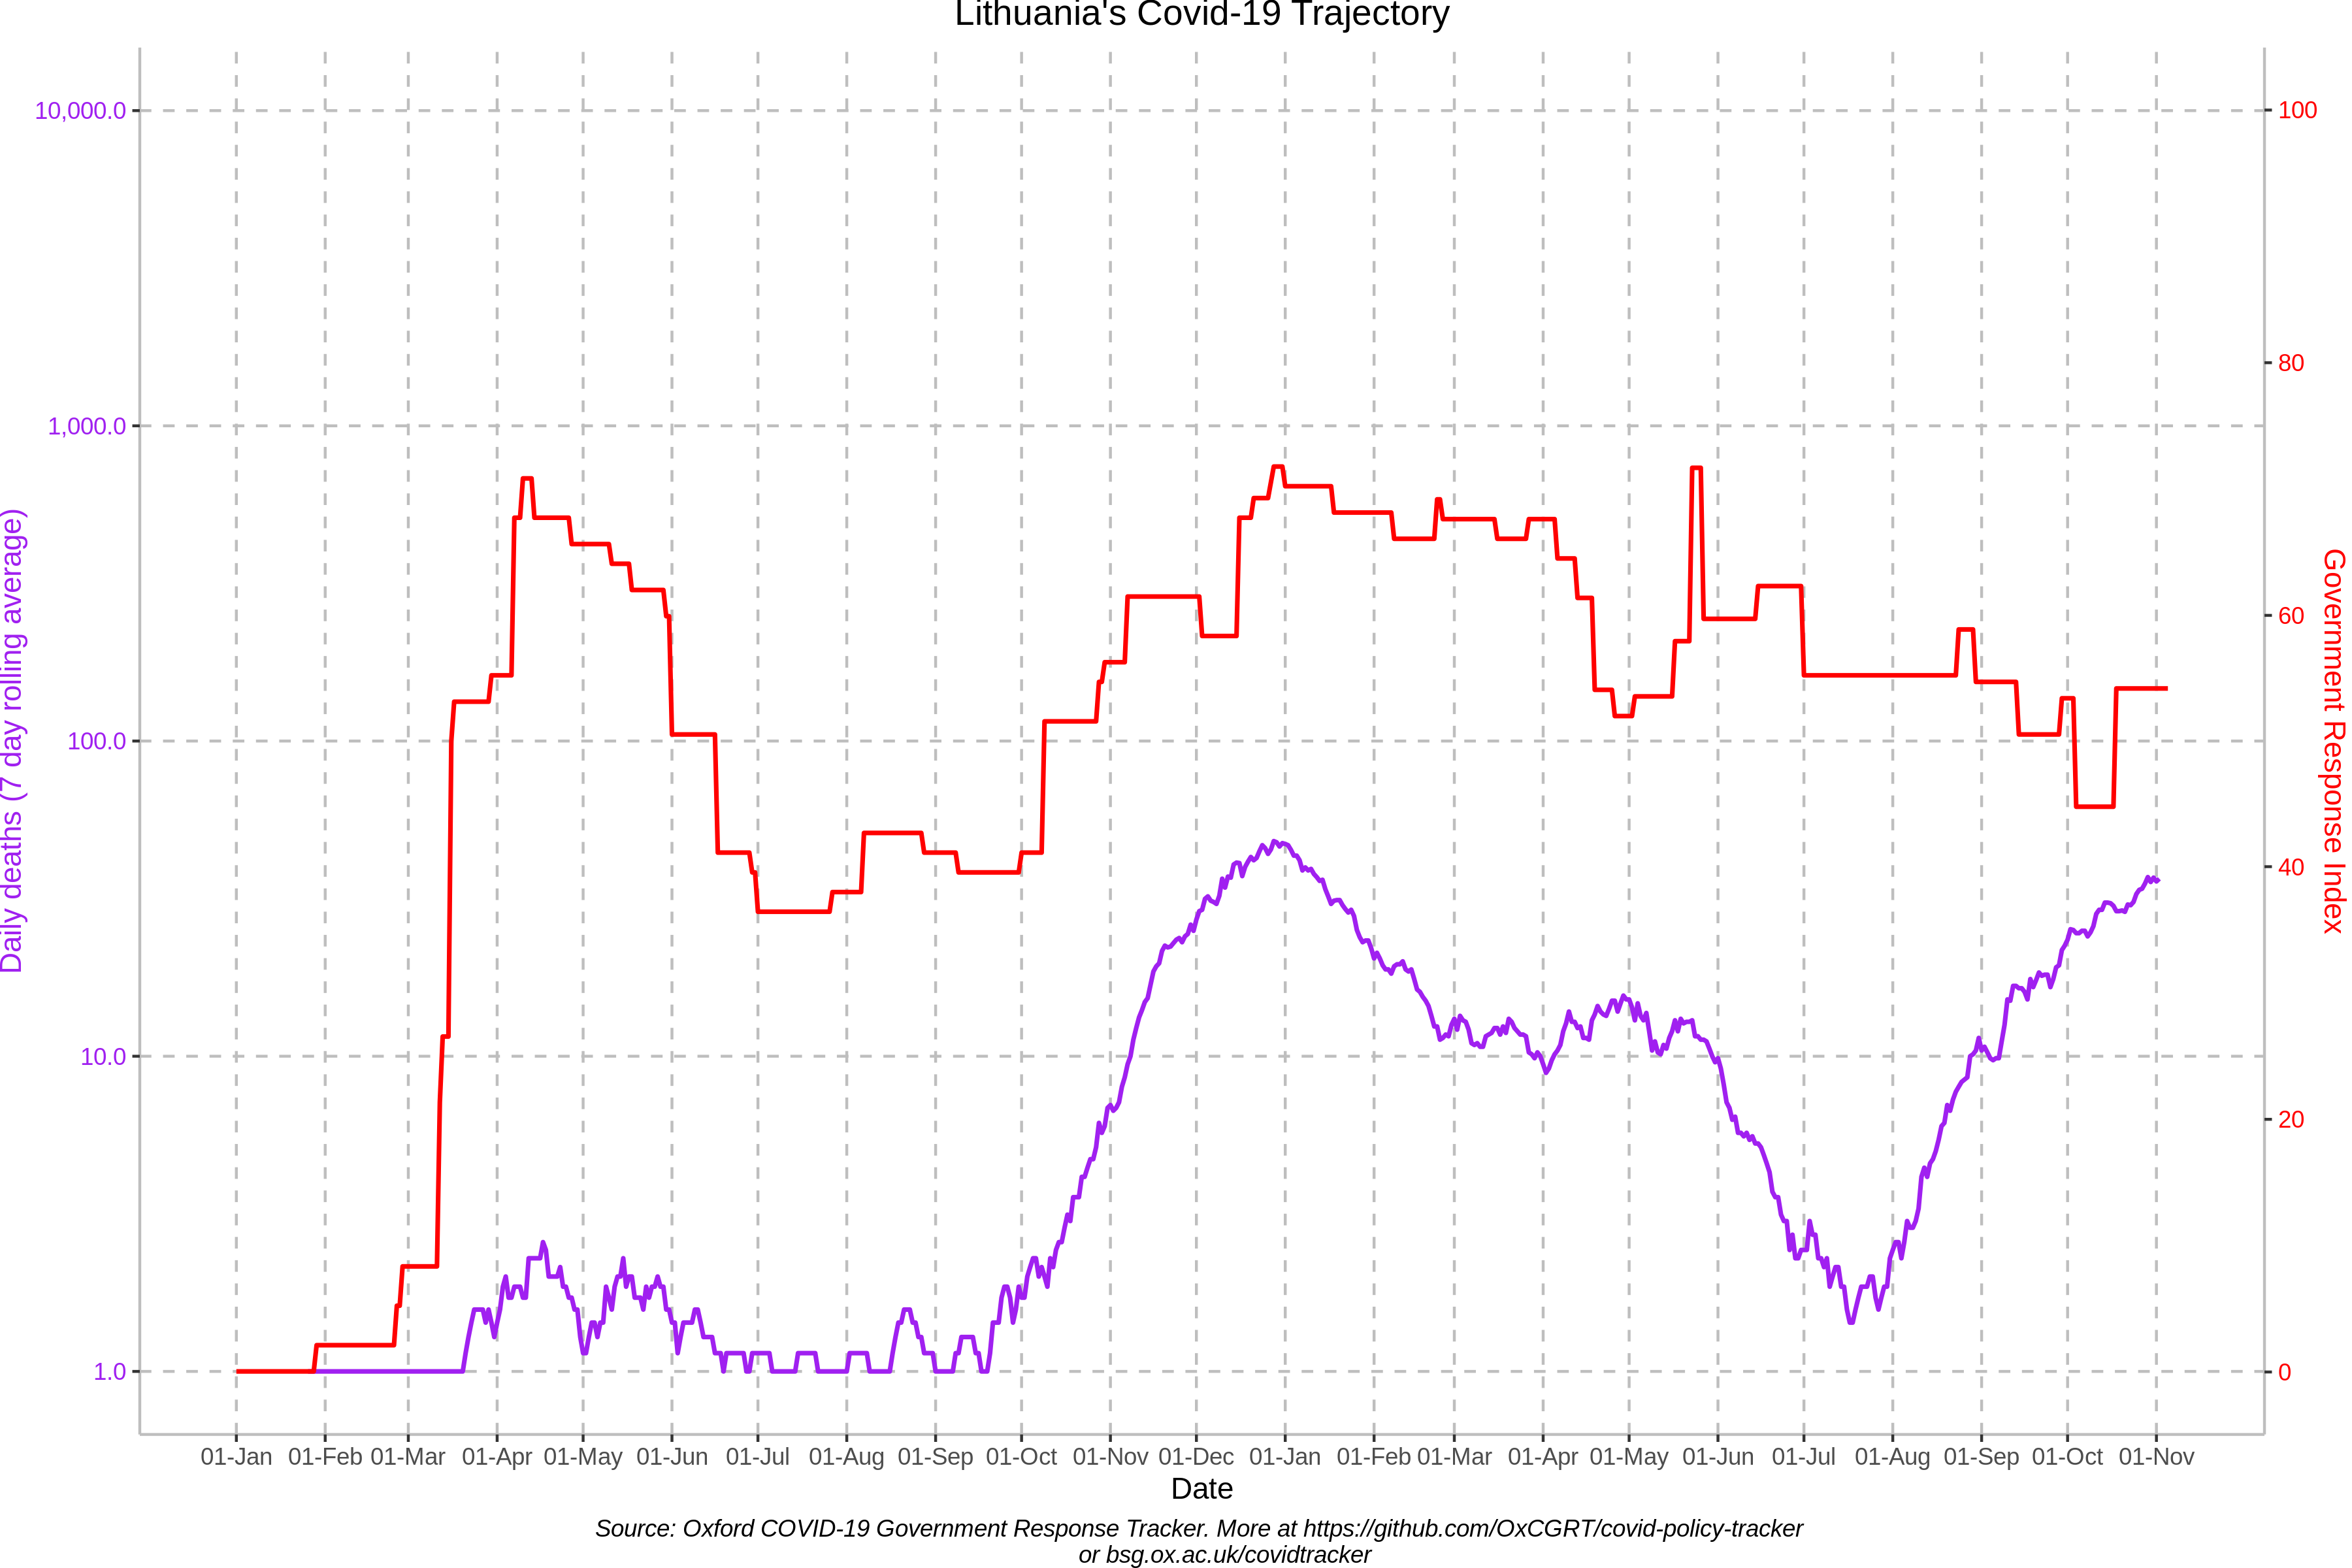 Lithuania's Covid-19 Trajectory
10,000.0
1,000.0
100.0
10.0
1.0
Daily deaths (7 day rolling average)
100
80
60
40
20
0
Government Response Index
01-Jan 01-Feb 01-Mar 01-Apr 01-May 01-Jun 01-Jul 01-Aug 01-Sep 01-Oct 01-Nov 01-Dec 01-Jan 01-Feb 01-Mar 01-Apr 01-May 01-Jun 01-Jul 01-Aug 01-Sep 01-Oct 01-Nov
Date
Source: Oxford COVID-19 Government Response Tracker. More at https://github.com/OxCGRT/covid-policy-tracker
or bsg.ox.ac.uk/covidtracker